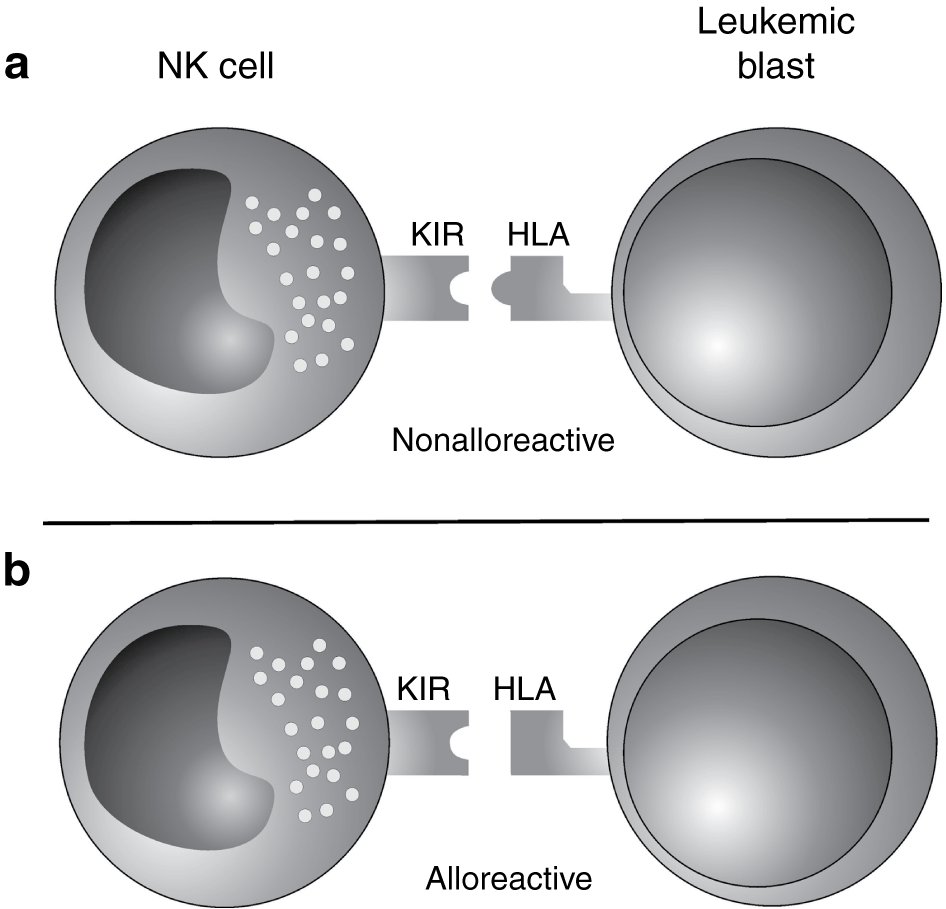 a
NK cell
Leukemic
blast
KIR
HLA
Nonalloreactive
b
KIR
HLA
Alloreactive